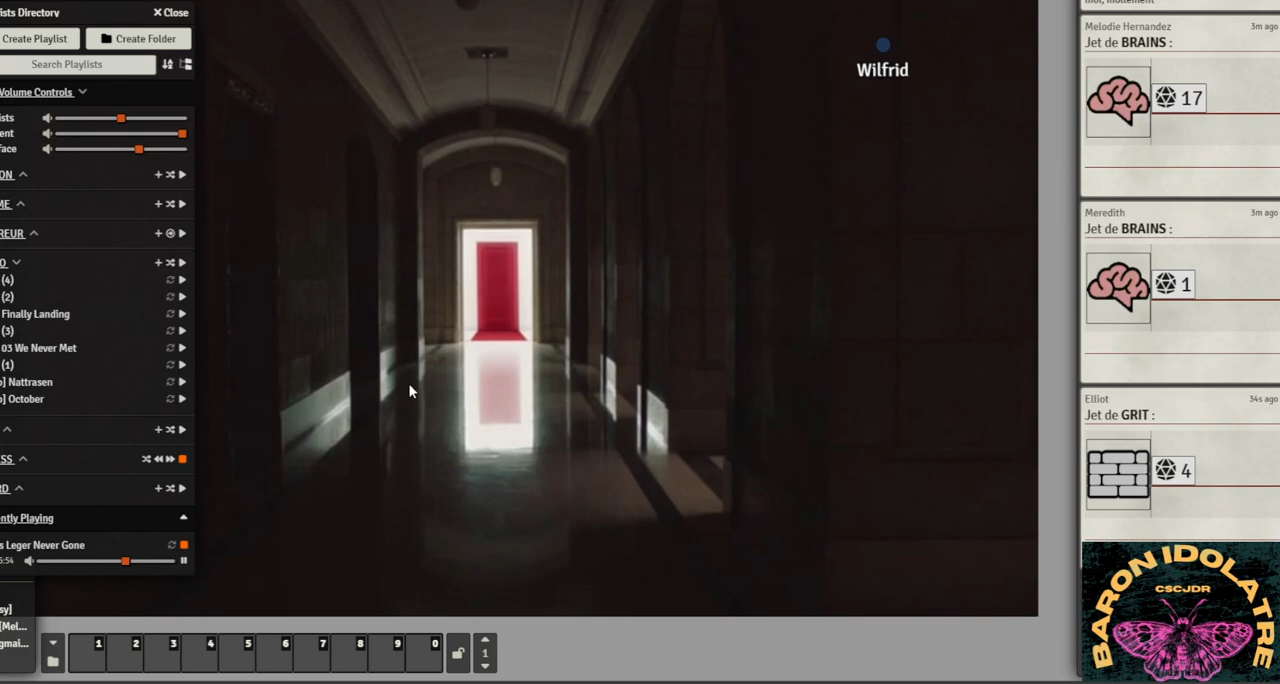 ists Directory
Close
Create Playlist
Create Folder
Search Playlists
Volume Controls
ists
ent
face
ON
ME
REUR
O
(4)
(2)
Finally Landing
(3)
03 We Never Met
(1)
o] Nattrasen
o] October
SS
RD
ntly Playing
s Leger Never Gone
5:54
sy]
[Mel...
gmai...
1 2 3 4 5 6 7 8 9 0
1
Wilfrid
Melodie Hernandez
3m ago
Jet de BRAINS :
17
Meredith
3m ago
Jet de BRAINS :
1
Elliot
34s ago
Jet de GRIT :
4
BARON IDOLATRE
CSCJDR